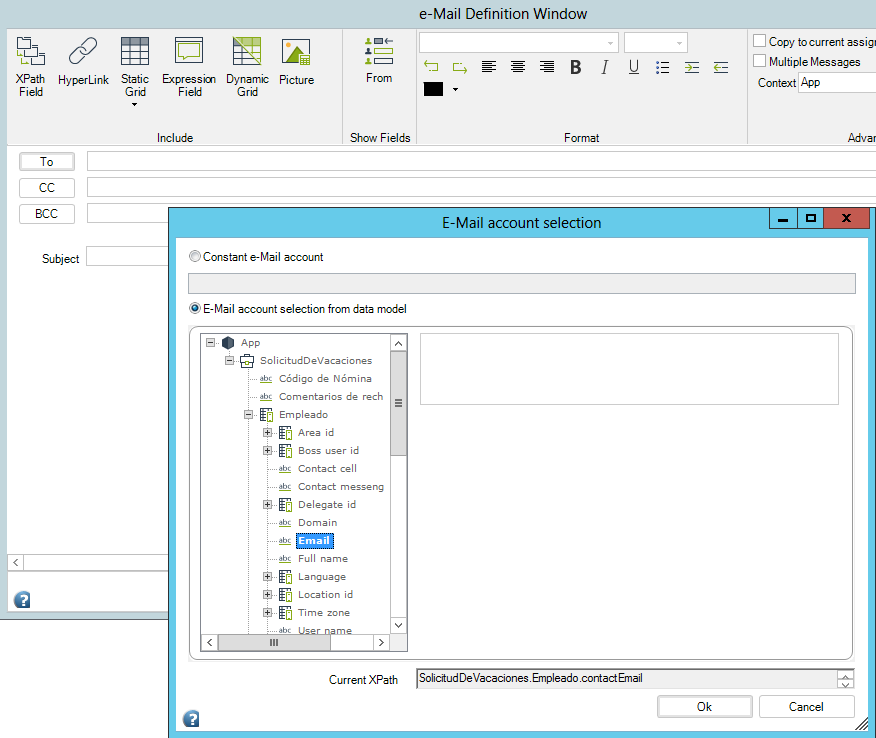 e-Mail Definition Window
XPath Field
HyperLink
Static Grid
Expression Field
Dynamic Grid
Picture
Include
From
Show Fields
B I U
Format
Copy to current assign
Multiple Messages
Context App
Advan
To
CC
BCC
Subject
E-Mail account selection
Constant e-Mail account
E-Mail account selection from data model
App
SolicitudDeVacaciones
abc Código de Nómina
abc Comentarios de rech
Empleado
Area id
Boss user id
abc Contact cell
abc Contact messeng
Delegate id
abc Domain
abc Email
abc Full name
Language
Location id
Time zone
abc User name
Current XPath SolicitudDeVacaciones.Empleado.contactEmail
Ok Cancel